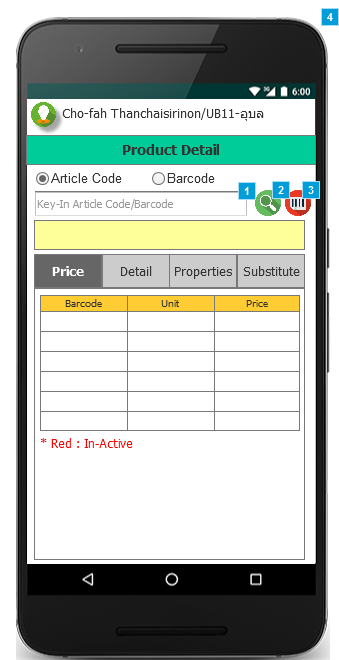 4
6:00
Cho-fah Thanchaisirinon/UB11-อุบล
Product Detail
Article Code Barcode
Key-In Article Code/Barcode 1 2 3
Price Detail Properties Substitute
Barcode Unit Price
* Red : In-Active